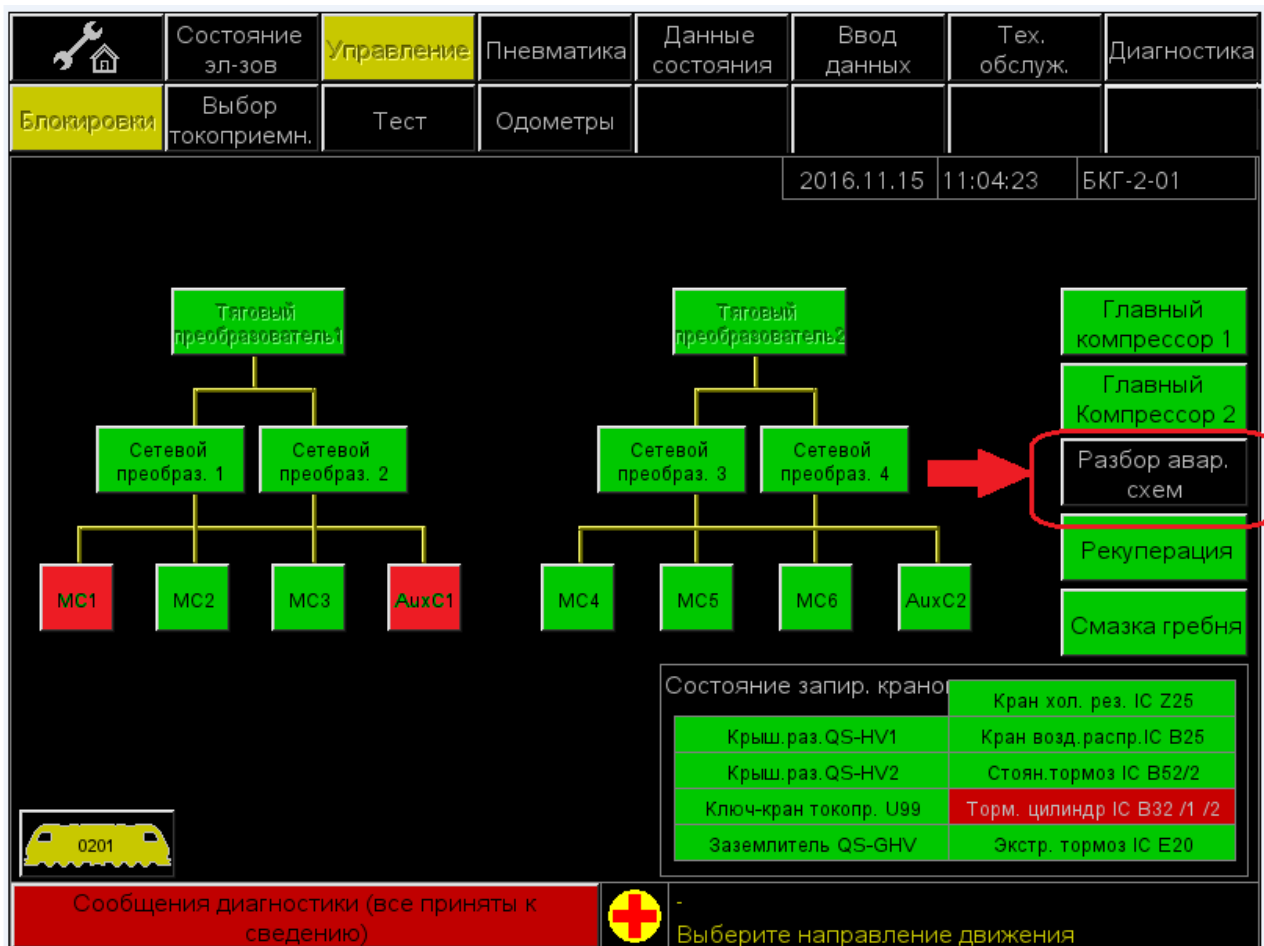 Состояние
эл-зов
Управление
Пневматика
Данные
состояния
Ввод
данных
Тех.
обслуж.
Диагностика
Блокировки
Выбор
токоприемн.
Тест
Одометры
2016.11.15
11:04:23
БКГ-2-01
Тяговый
преобразователь1
Тяговый
преобразователь2
Главный
компрессор 1
Главный
Компрессор 2
Сетевой
преобраз. 1
Сетевой
преобраз. 2
Сетевой
преобраз. 3
Сетевой
преобраз. 4
Разбор авар.
схем
Рекуперация
MC1
MC2
MC3
AuxC1
MC4
MC5
MC6
AuxC2
Смазка гребня
Состояние запир. крано
Кран хол. рез. IC Z25
Крыш.раз.QS-HV1
Кран возд.распр.IC B25
Крыш.раз.QS-HV2
Стоян.тормоз IC B52/2
Ключ-кран токопр. U99
Торм. цилиндр IC B32 /1 /2
Заземлитель QS-GHV
Экстр. тормоз IC E20
0201
Сообщения диагностики (все приняты к
сведению)
-
Выберите направление движения